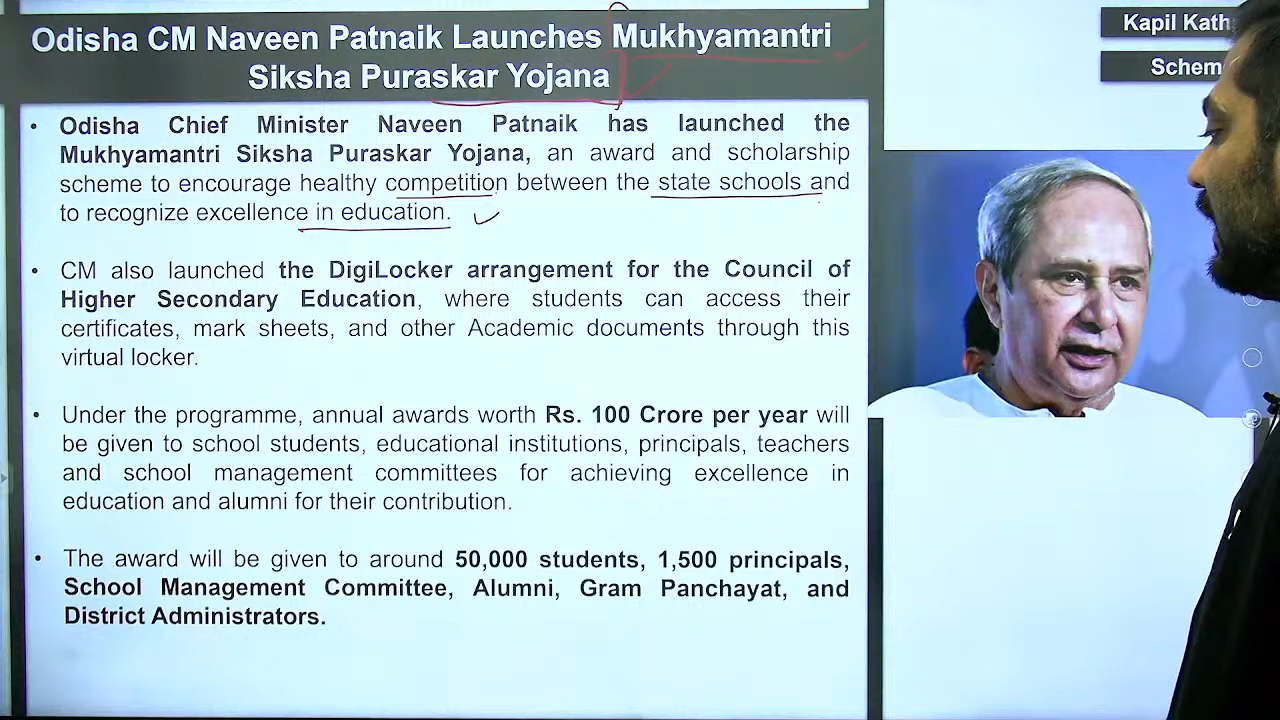 Odisha CM Naveen Patnaik Launches Mukhyamantri
Siksha Puraskar Yojana
Kapil Kath
Schem
• Odisha Chief Minister Naveen Patnaik has launched the
Mukhyamantri Siksha Puraskar Yojana, an award and scholarship
scheme to encourage healthy competition between the state schools and
to recognize excellence in education.
• CM also launched the DigiLocker arrangement for the Council of
Higher Secondary Education, where students can access their
certificates, mark sheets, and other Academic documents through this
virtual locker.
• Under the programme, annual awards worth Rs. 100 Crore per year will
be given to school students, educational institutions, principals, teachers
and school management committees for achieving excellence in
education and alumni for their contribution.
• The award will be given to around 50,000 students, 1,500 principals,
School Management Committee, Alumni, Gram Panchayat, and
District Administrators.